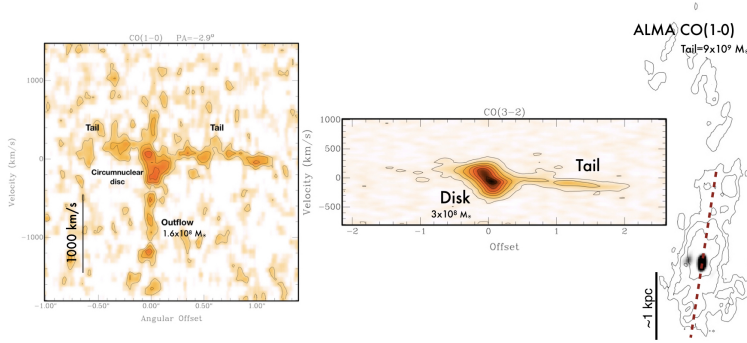 CO(1-0) PA=-2.9°
Velocity (km/s)
1000
0
-1000
Tail
Tail
Circumnuclear
disc
Outflow
1.6x10⁸ M⁎
1000 km/s
-1.00" -0.50" 0.00" 0.50" 1.00"
Angular Offset
CO(3-2)
Velocity (km/s)
1000
500
0
-500
Tail
Disk
3x10⁸ M⁎
-2 -1 0 1 2
Offset
ALMA CO(1-0)
Tail=9x10⁹ M⁎
~1 kpc